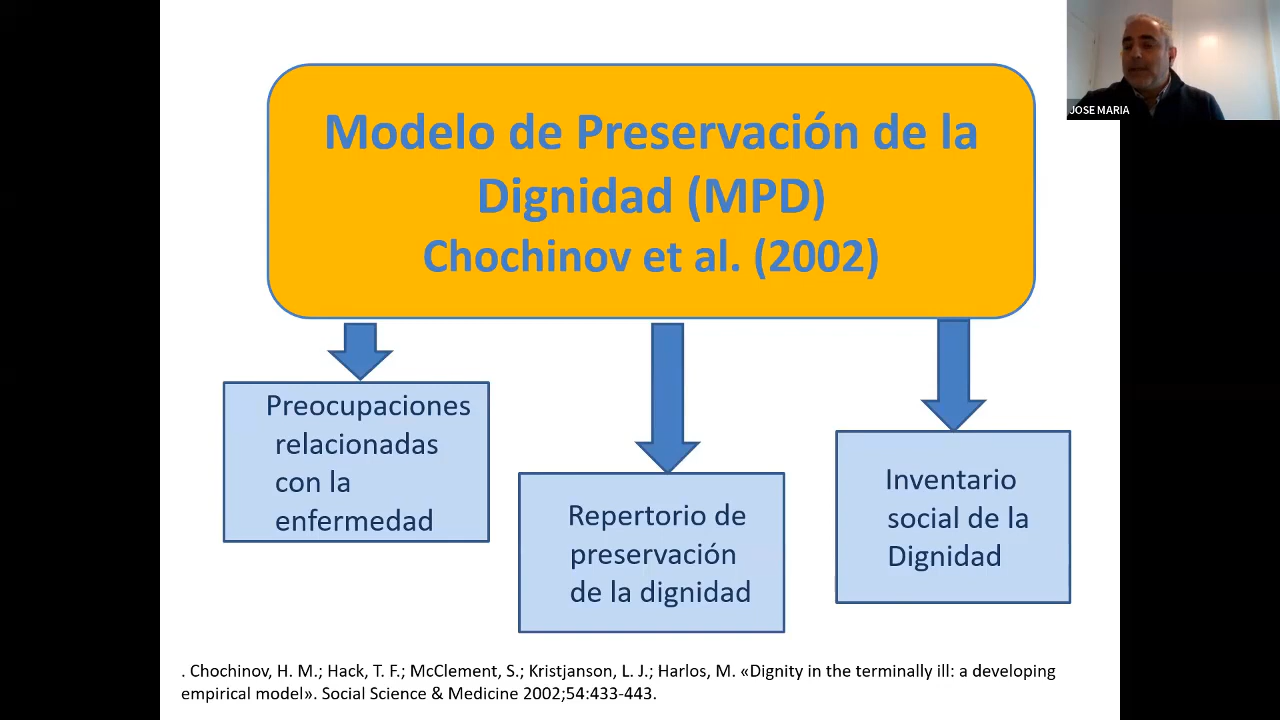 Modelo de Preservación de la
Dignidad (MPD)
Chochinov et al. (2002)
JOSE MARIA
Preocupaciones
relacionadas
con la
enfermedad
Repertorio de
preservación
de la dignidad
Inventario
social de la
Dignidad
. Chochinov, H. M.; Hack, T. F.; McClement, S.; Kristjanson, L. J.; Harlos, M. «Dignity in the terminally ill: a developing
empirical model». Social Science & Medicine 2002;54:433-443.